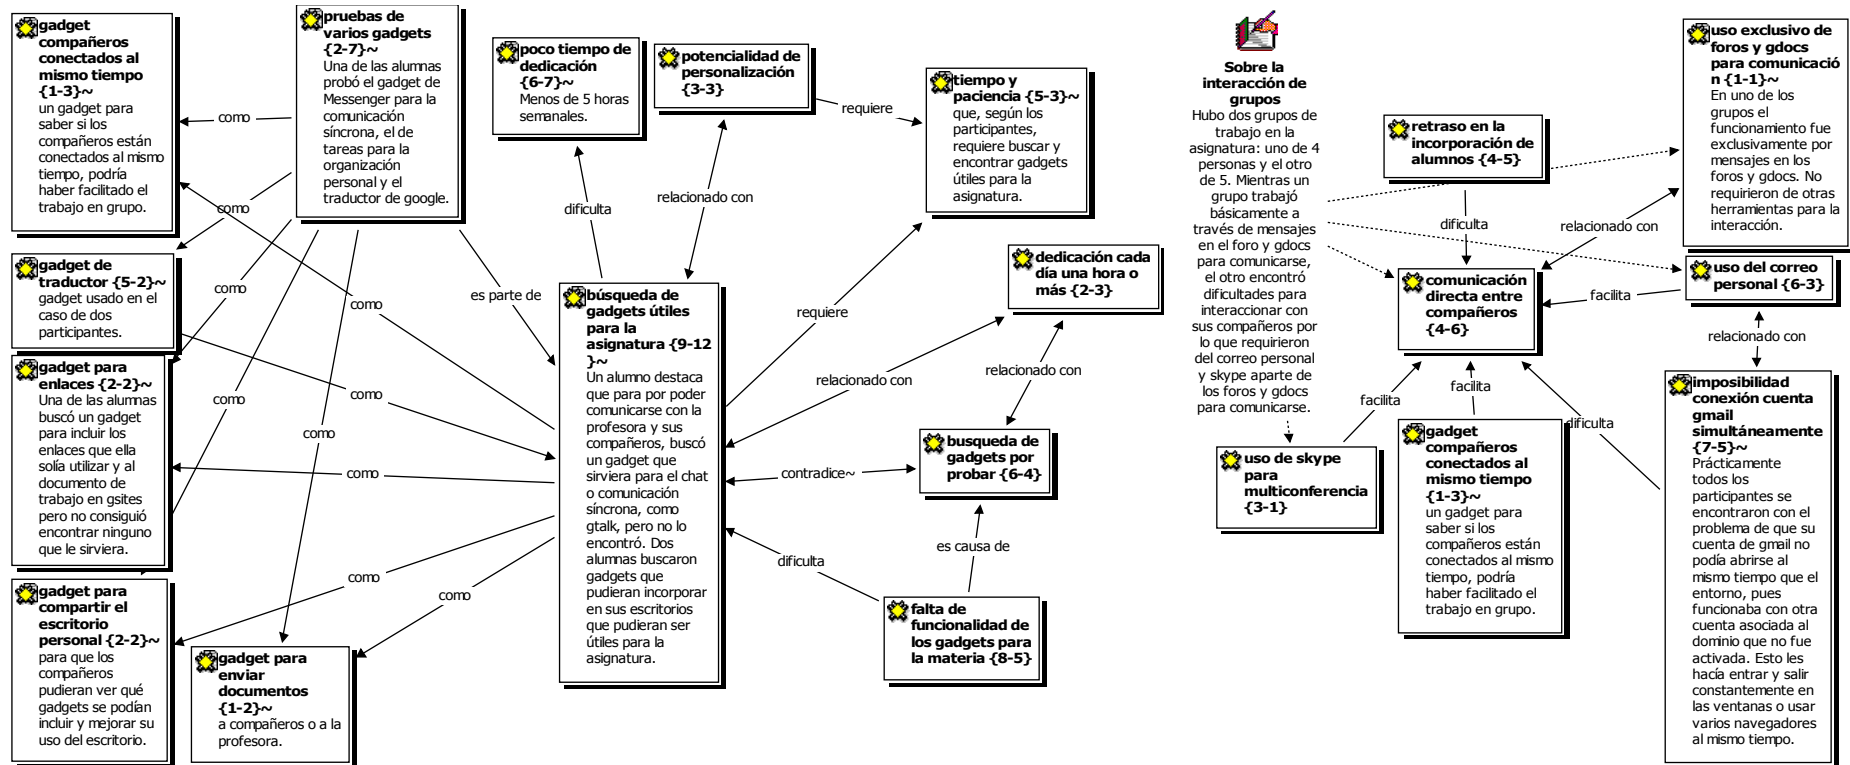 gadget
compañeros
conectados al
mismo tiempo
{1-3}~
un gadget para
saber si los
compañeros están
conectados al mismo
tiempo, podría
haber facilitado el
trabajo en grupo.
pruebas de
varios gadgets
{2-7}~
Una de las alumnas
probó el gadget de
Messenger para la
comunicación
síncrona, el de
tareas para la
organización
personal y el
traductor de google.
poco tiempo de
dedicación
{6-7}~
Menos de 5 horas
semanales.
potencialidad de
personalización
{3-3}
requiere
tiempo y
paciencia {5-3}~
que, según los
participantes,
requiere buscar y
encontrar gadgets
útiles para la
asignatura.
como
como
dificulta
relacionado con
gadget de
traductor {5-2}~
gadget usado en el
caso de dos
participantes.
como
como
es parte de
requiere
dedicación cada
día una hora o
más {2-3}
gadget para
enlaces {2-2}~
Una de las alumnas
buscó un gadget
para incluir los
enlaces que ella
solía utilizar y al
documento de
trabajo en gsites
pero no consiguió
encontrar ninguno
que le sirviera.
como
como
como
como
búsqueda de
gadgets útiles
para la
asignatura {9-12
}~
Un alumno destaca
que para por poder
comunicarse con la
profesora y sus
compañeros, buscó
un gadget que
sirviera para el chat
o comunicación
síncrona, como
gtalk, pero no lo
encontró. Dos
alumnas buscaron
gadgets que
pudieran incorporar
en sus escritorios
que pudieran ser
útiles para la
asignatura.
relacionado con
relacionado con
busqueda de
gadgets por
probar {6-4}
contradice~
es causa de
dificulta
falta de
funcionalidad de
los gadgets para
la materia {8-5}
gadget para
compartir el
escritorio
personal {2-2}~
para que los
compañeros
pudieran ver qué
gadgets se podían
incluir y mejorar su
uso del escritorio.
como
como
gadget para
enviar
documentos
{1-2}~
a compañeros o a la
profesora.
Sobre la
interacción de
grupos
Hubo dos grupos de
trabajo en la
asignatura: uno de 4
personas y el otro
de 5. Mientras un
grupo trabajó
básicamente a
través de mensajes
en el foro y gdocs
para comunicarse,
el otro encontró
dificultades para
interaccionar con
sus compañeros por
lo que requirieron
del correo personal
y skype aparte de
los foros y gdocs
para comunicarse.
retraso en la
incorporación de
alumnos {4-5}
dificulta
uso exclusivo de
foros y gdocs
para comunicació
n {1-1}~
En uno de los
grupos el
funcionamiento fue
exclusivamente por
mensajes en los
foros y gdocs. No
requirieron de otras
herramientas para la
interacción.
relacionado con
comunicación
directa entre
compañeros
{4-6}
facilita
uso del correo
personal {6-3}
relacionado con
facilita
facilita
dificulta
uso de skype
para
multiconferencia
{3-1}
gadget
compañeros
conectados al
mismo tiempo
{1-3}~
un gadget para
saber si los
compañeros están
conectados al mismo
tiempo, podría
haber facilitado el
trabajo en grupo.
imposibilidad
conexión cuenta
gmail
simultáneamente
{7-5}~
Prácticamente
todos los
participantes se
encontraron con el
problema de que su
cuenta de gmail no
podía abrirse al
mismo tiempo que el
entorno, pues
funcionaba con otra
cuenta asociada al
dominio que no fue
activada. Esto les
hacía entrar y salir
constantemente en
las ventanas o usar
varios navegadores
al mismo tiempo.